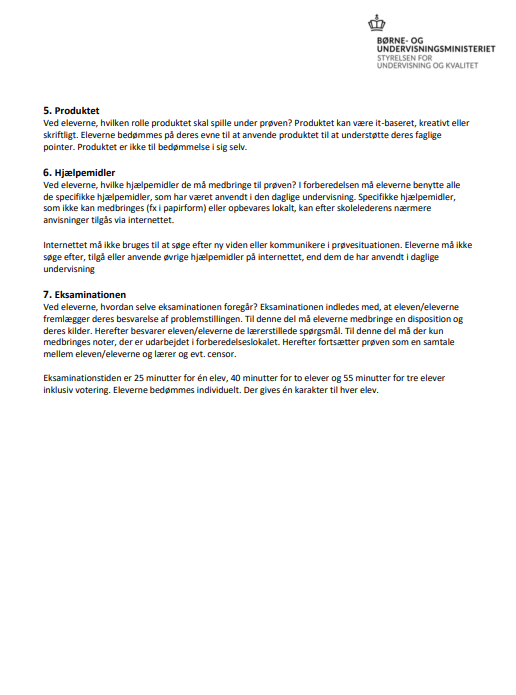 BØRNE- OG
UNDERVISNINGSMINISTERIET
STYRELSEN FOR
UNDERVISNING OG KVALITET
5. Produktet
Ved eleverne, hvilken rolle produktet skal spille under prøven? Produktet kan være it-baseret, kreativt eller
skriftligt. Eleverne bedømmes på deres evne til at anvende produktet til at understøtte deres faglige
pointer. Produktet er ikke til bedømmelse i sig selv.
6. Hjælpemidler
Ved eleverne, hvilke hjælpemidler de må medbringe til prøven? I forberedelsen må eleverne benytte alle
de specifikke hjælpemidler, som har været anvendt i den daglige undervisning. Specifikke hjælpemidler,
som ikke kan medbringes (fx i papirform) eller opbevares lokalt, kan efter skolelederens nærmere
anvisninger tilgås via internettet.
Internettet må ikke bruges til at søge efter ny viden eller kommunikere i prøvesituationen. Eleverne må ikke
søge efter, tilgå eller anvende øvrige hjælpemidler på internettet, end dem de har anvendt i daglige
undervisning
7. Eksaminationen
Ved eleverne, hvordan selve eksaminationen foregår? Eksaminationen indledes med, at eleven/eleverne
fremlægger deres besvarelse af problemstillingen. Til denne del må eleverne medbringe en disposition og
deres kilder. Herefter besvarer eleven/eleverne de lærerstillede spørgsmål. Til denne del må der kun
medbringes noter, der er udarbejdet i forberedelseslokalet. Herefter fortsætter prøven som en samtale
mellem eleven/eleverne og lærer og evt. censor.
Eksaminationstiden er 25 minutter for én elev, 40 minutter for to elever og 55 minutter for tre elever
inklusiv votering. Eleverne bedømmes individuelt. Der gives én karakter til hver elev.